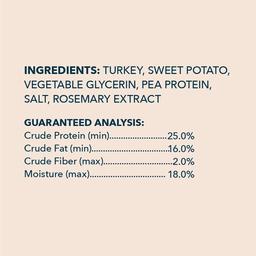 INGREDIENTS: TURKEY, SWEET POTATO,
VEGETABLE GLYCERIN, PEA PROTEIN,
SALT, ROSEMARY EXTRACT
GUARANTEED ANALYSIS:
Crude Protein (min)..........................25.0%
Crude Fat (min)..................................16.0%
Crude Fiber (max)...............................2.0%
Moisture (max).................................. 18.0%